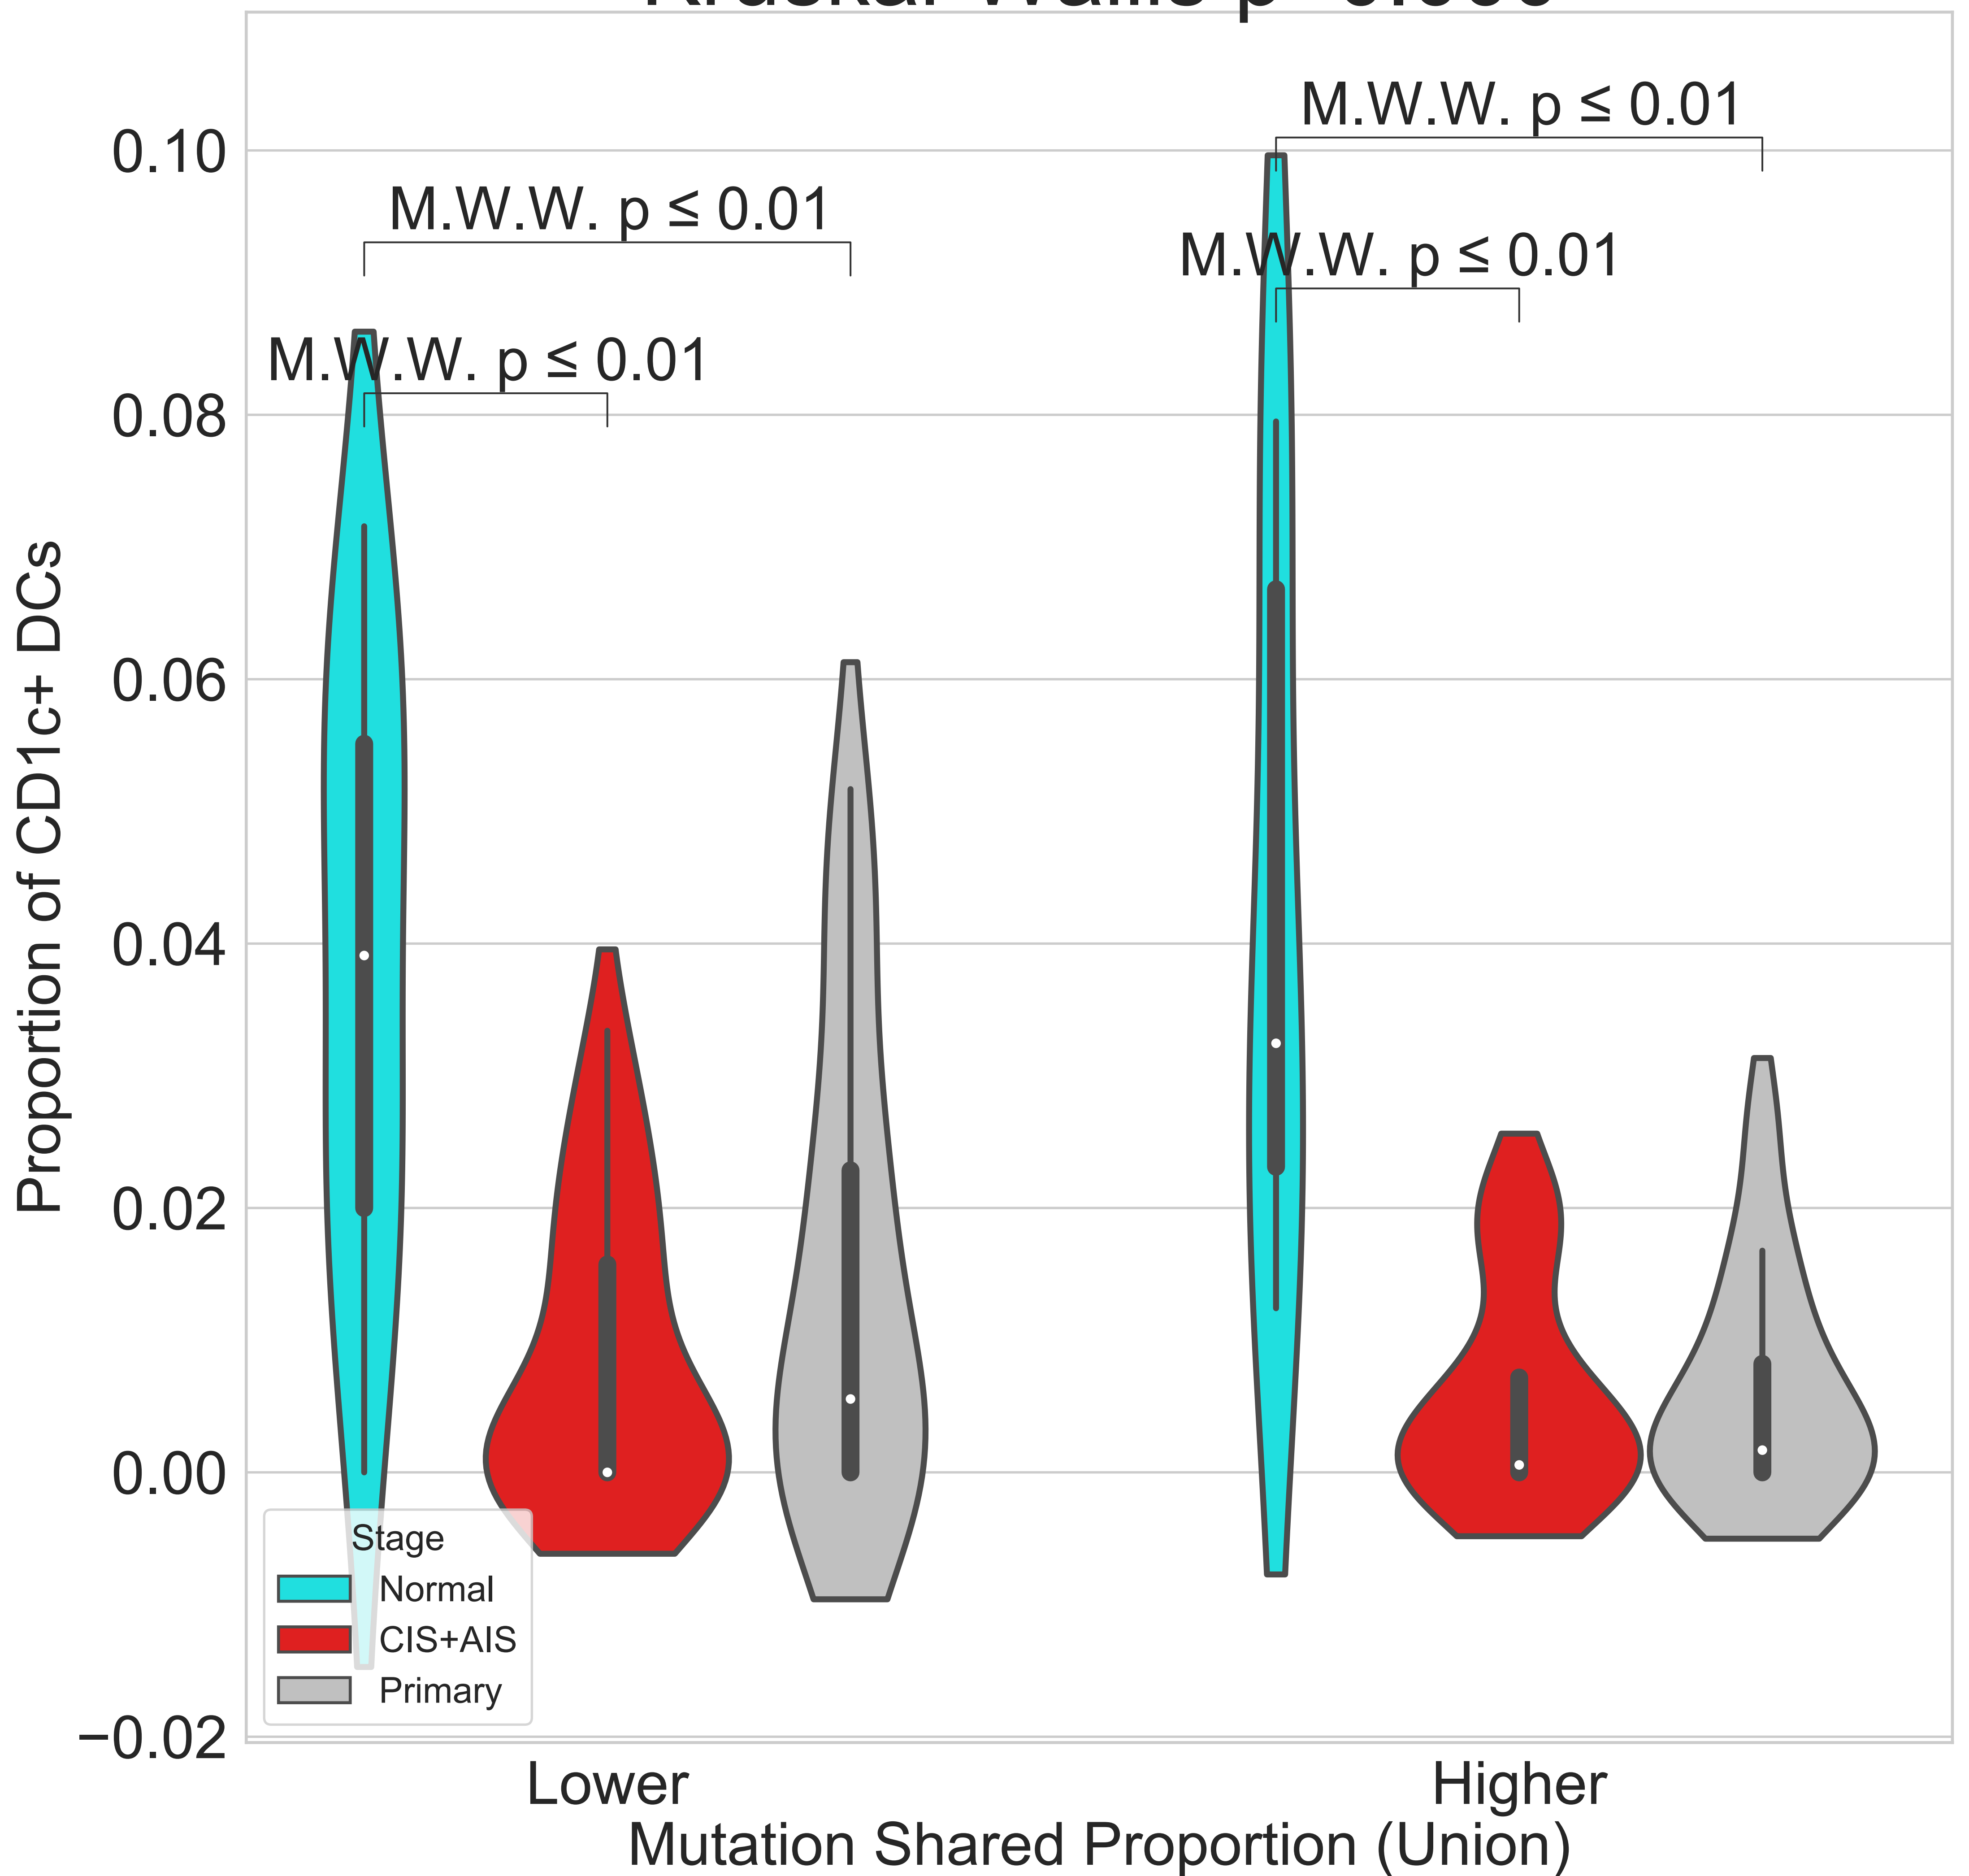 M.W.W. p ≤ 0.01
M.W.W. p ≤ 0.01
M.W.W. p ≤ 0.01
M.W.W. p ≤ 0.01
0.10
0.08
0.06
0.04
0.02
0.00
−0.02
Proportion of CD1c+ DCs
Stage
Normal
CIS+AIS
Primary
Lower
Higher
Mutation Shared Proportion (Union)